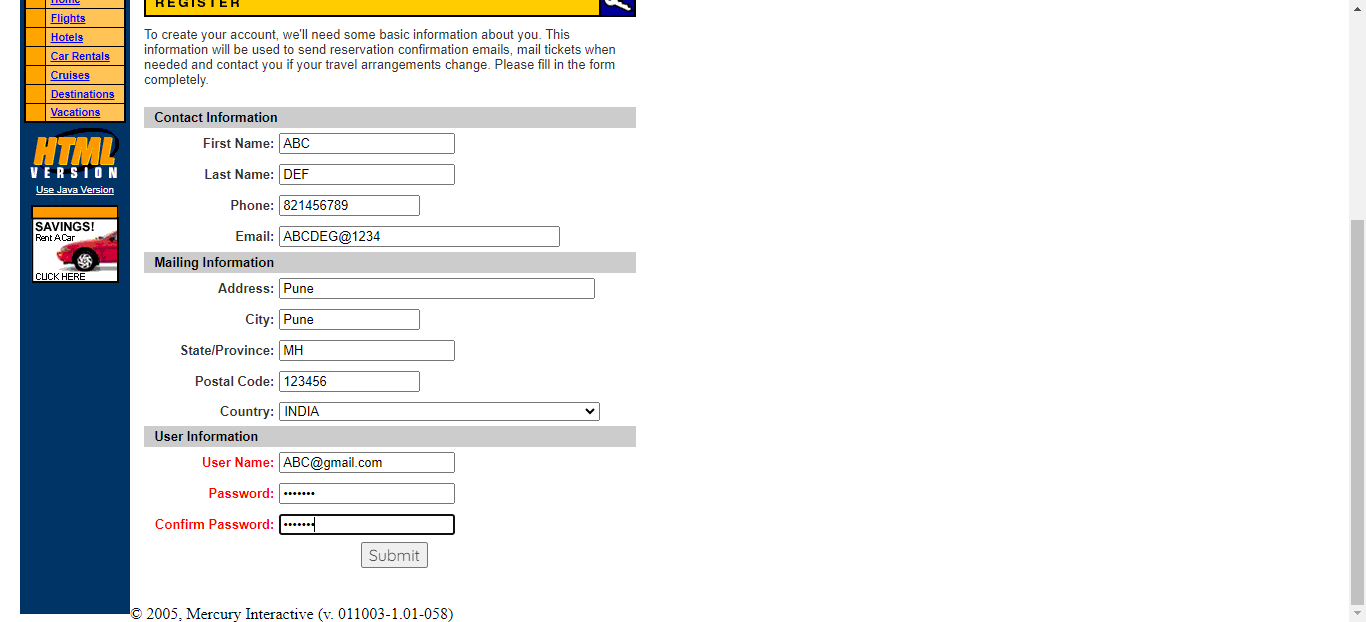 Home
Flights
Hotels
Car Rentals
Cruises
Destinations
Vacations
HTML
VERSION
Use Java Version
SAVINGS!
Rent A Car
CLICK HERE
REGISTER
To create your account, we'll need some basic information about you. This
information will be used to send reservation confirmation emails, mail tickets when
needed and contact you if your travel arrangements change. Please fill in the form
completely.
Contact Information
First Name: ABC
Last Name: DEF
Phone: 821456789
Email: ABCDEG@1234
Mailing Information
Address: Pune
City: Pune
State/Province: MH
Postal Code: 123456
Country: INDIA
User Information
User Name: ABC@gmail.com
Password: •••••••
Confirm Password: •••••••
Submit
© 2005, Mercury Interactive (v. 011003-1.01-058)